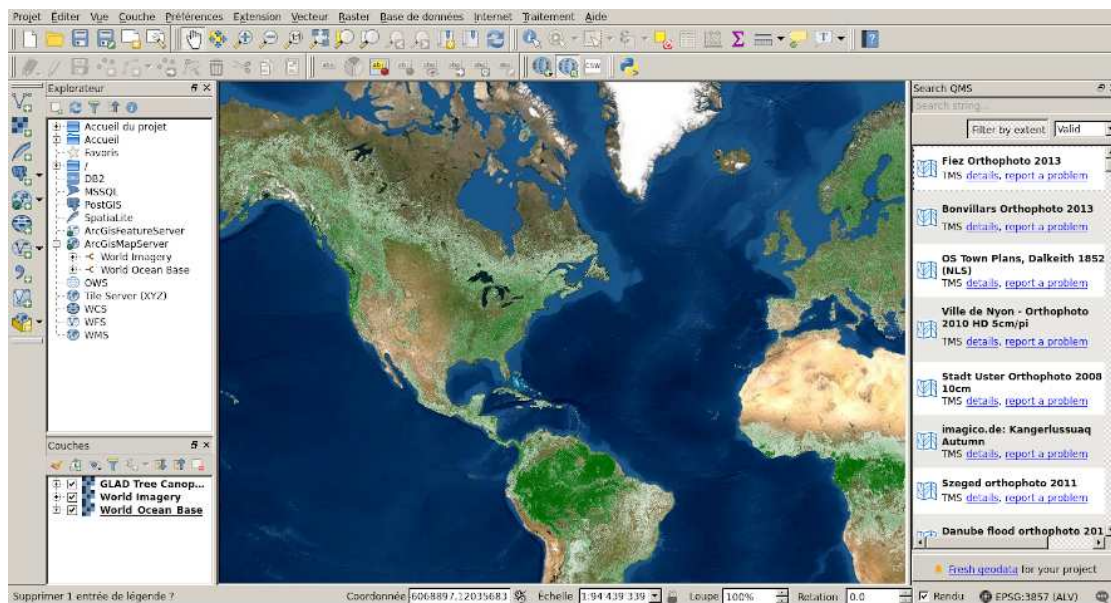 Projet Éditer Vue Couche Préférences Extension Vecteur Raster Base de données Internet Traitement Aide
Explorateur
Accueil du projet
Accueil
Favoris
/
DB2
MSSQL
PostGIS
SpatiaLite
ArcGisFeatureServer
ArcGisMapServer
World Imagery
World Ocean Base
OWS
Tile Server (XYZ)
WCS
WFS
WMS
Couches
GLAD Tree Canop...
World Imagery
World Ocean Base
Search QMS
Search string...
Filter by extent Valid
Fiez Orthophoto 2013
TMS details, report a problem
Bonvillars Orthophoto 2013
TMS details, report a problem
OS Town Plans, Dalkeith 1852
(NLS)
TMS details, report a problem
Ville de Nyon - Orthophoto
2010 HD 5cm/pi
TMS details, report a problem
Stadt Uster Orthophoto 2008
10cm
TMS details, report a problem
imagico.de: Kangerlussuaq
Autumn
TMS details, report a problem
Szeged orthophoto 2011
TMS details, report a problem
Danube flood orthophoto 201
Fresh geodata for your project
Supprimer 1 entrée de légende ? Coordonnée 6068897,12035683 Échelle 1:94 439 339 Loupe 100% Rotation 0.0 Rendu EPSG:3857 (ALV)